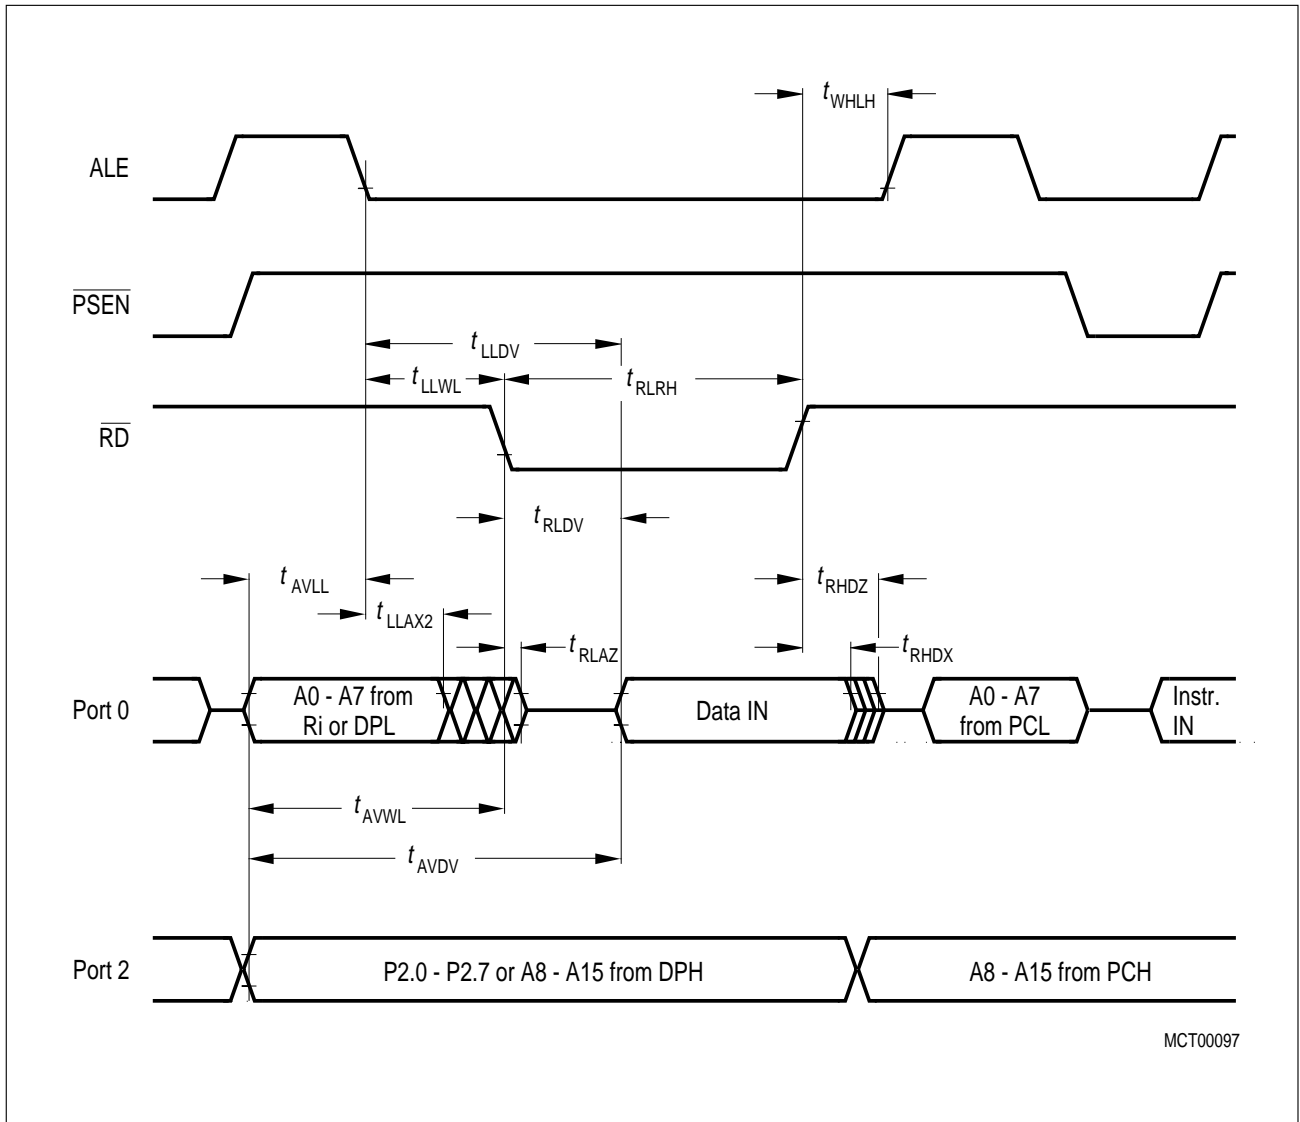 tWHLH
ALE
PSEN
tLLDV
tLLWL
tRLRH
RD
tRLDV
tAVLL
tRHDZ
tLLAX2
tRLAZ
tRHDX
Port 0
A0 - A7 from
Ri or DPL
Data IN
A0 - A7
from PCL
Instr.
IN
tAVWL
tAVDV
Port 2
P2.0 - P2.7 or A8 - A15 from DPH
A8 - A15 from PCH
MCT00097